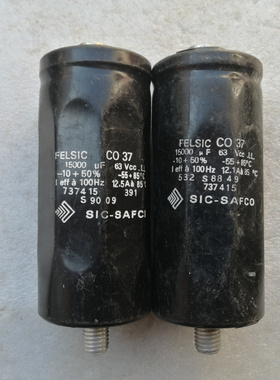 FELSIC CO 37
15000 µF 63 Vcc .LL
-10+50% -55+85°C
I eff à 100Hz 12.5A à 85°C
737415 391
S 90 09
SIC-SAFCO
FELSIC CO 37
15000 µF 63 Vcc .LL
-10+50% -55+85°C
I eff à 100Hz 12.1A à 85°C
532 S 88 49
737415
SIC-SAFCO